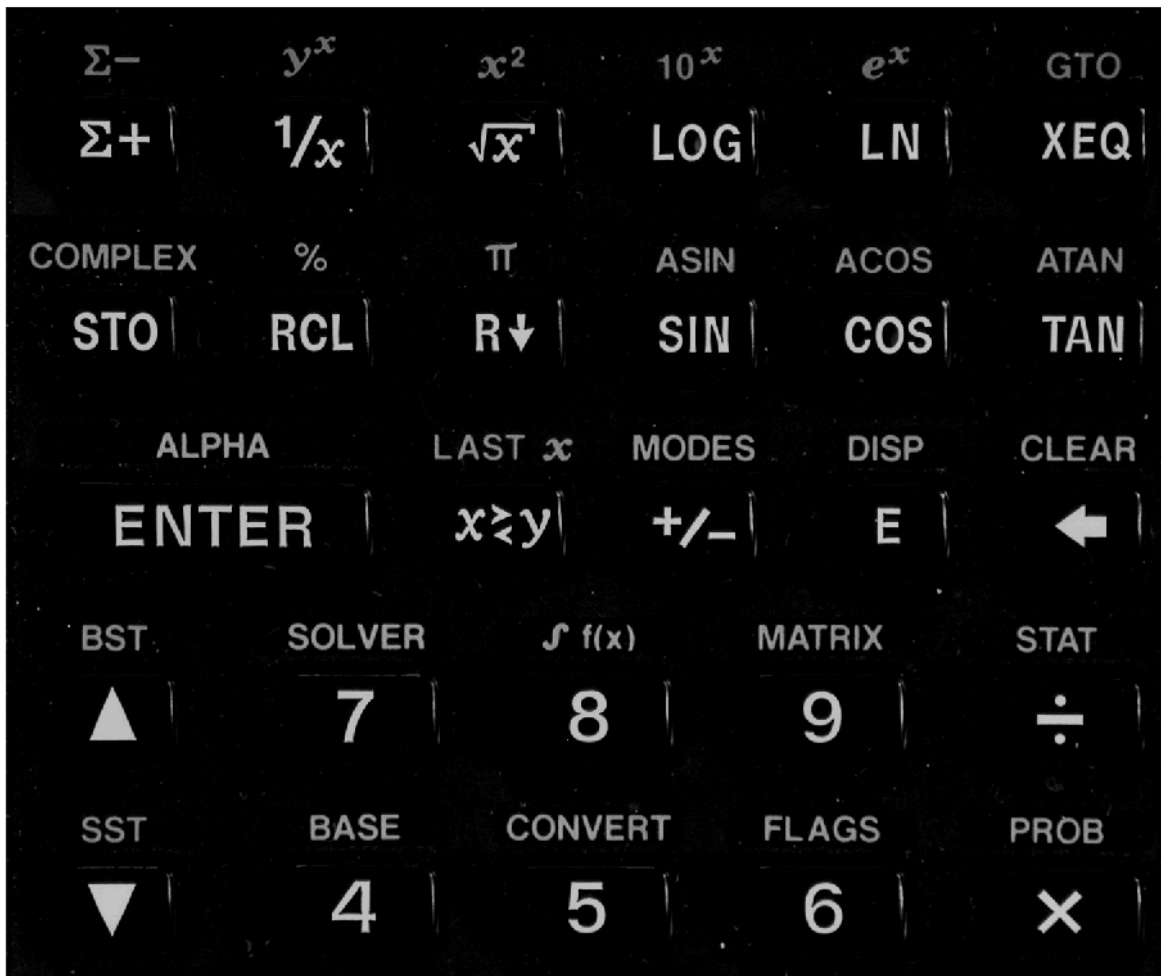 Σ− yˣ x² 10ˣ eˣ GTO
Σ+ 1/x √x LOG LN XEQ
COMPLEX % π ASIN ACOS ATAN
STO RCL R↓ SIN COS TAN
ALPHA LAST x MODES DISP CLEAR
ENTER x≷y +/− E ←
BST SOLVER ∫ f(x) MATRIX STAT
▲ 7 8 9 ÷
SST BASE CONVERT FLAGS PROB
▼ 4 5 6 ×